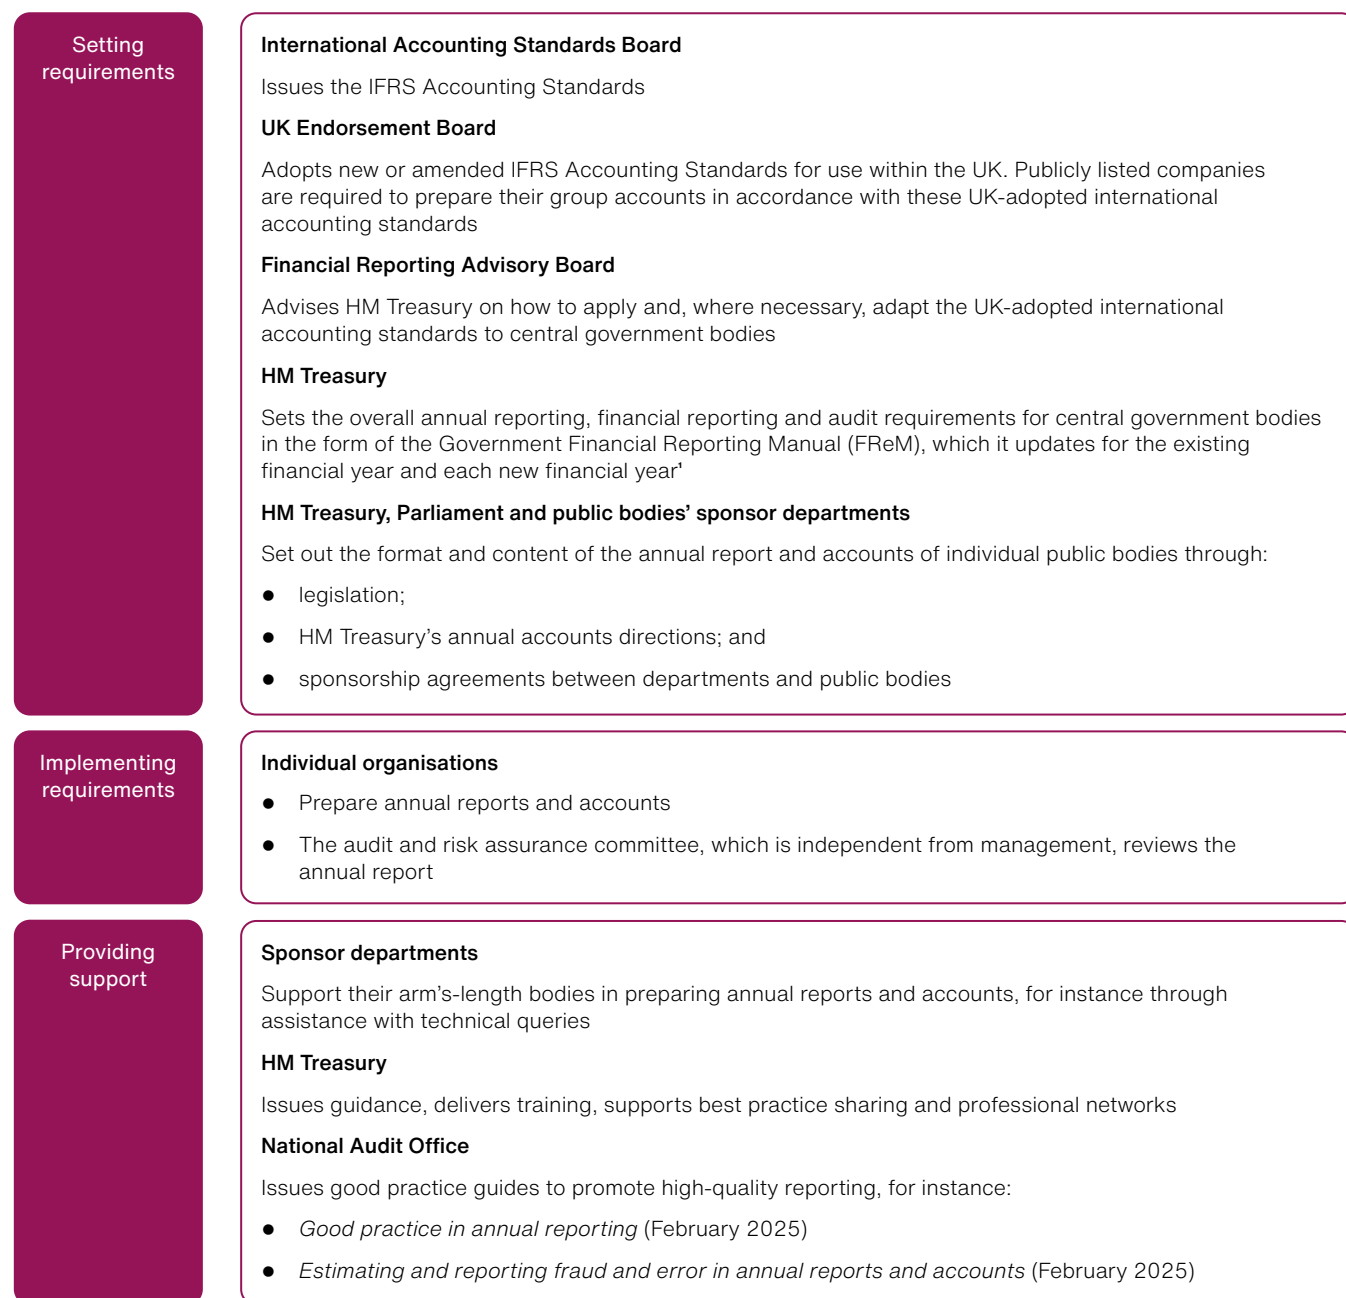 Setting
requirements
International Accounting Standards Board
Issues the IFRS Accounting Standards
UK Endorsement Board
Adopts new or amended IFRS Accounting Standards for use within the UK. Publicly listed companies
are required to prepare their group accounts in accordance with these UK-adopted international
accounting standards
Financial Reporting Advisory Board
Advises HM Treasury on how to apply and, where necessary, adapt the UK-adopted international
accounting standards to central government bodies
HM Treasury
Sets the overall annual reporting, financial reporting and audit requirements for central government bodies
in the form of the Government Financial Reporting Manual (FReM), which it updates for the existing
financial year and each new financial year¹
HM Treasury, Parliament and public bodies’ sponsor departments
Set out the format and content of the annual report and accounts of individual public bodies through:
● legislation;
● HM Treasury’s annual accounts directions; and
● sponsorship agreements between departments and public bodies
Implementing
requirements
Individual organisations
● Prepare annual reports and accounts
● The audit and risk assurance committee, which is independent from management, reviews the
annual report
Providing
support
Sponsor departments
Support their arm’s-length bodies in preparing annual reports and accounts, for instance through
assistance with technical queries
HM Treasury
Issues guidance, delivers training, supports best practice sharing and professional networks
National Audit Office
Issues good practice guides to promote high-quality reporting, for instance:
● Good practice in annual reporting (February 2025)
● Estimating and reporting fraud and error in annual reports and accounts (February 2025)